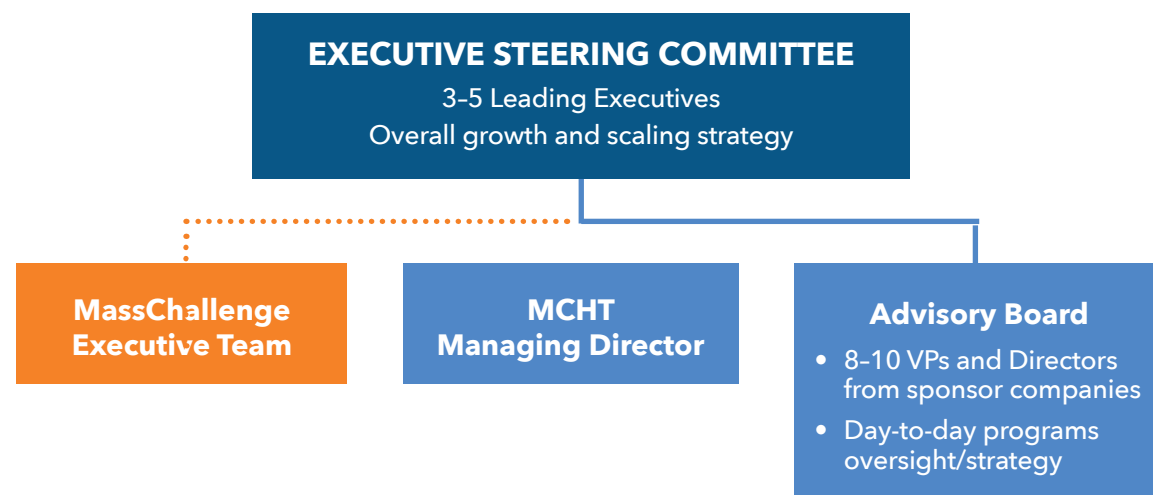 EXECUTIVE STEERING COMMITTEE
3–5 Leading Executives
Overall growth and scaling strategy
MassChallenge
Executive Team
MCHT
Managing Director
Advisory Board
• 8–10 VPs and Directors
from sponsor companies
• Day-to-day programs
oversight/strategy